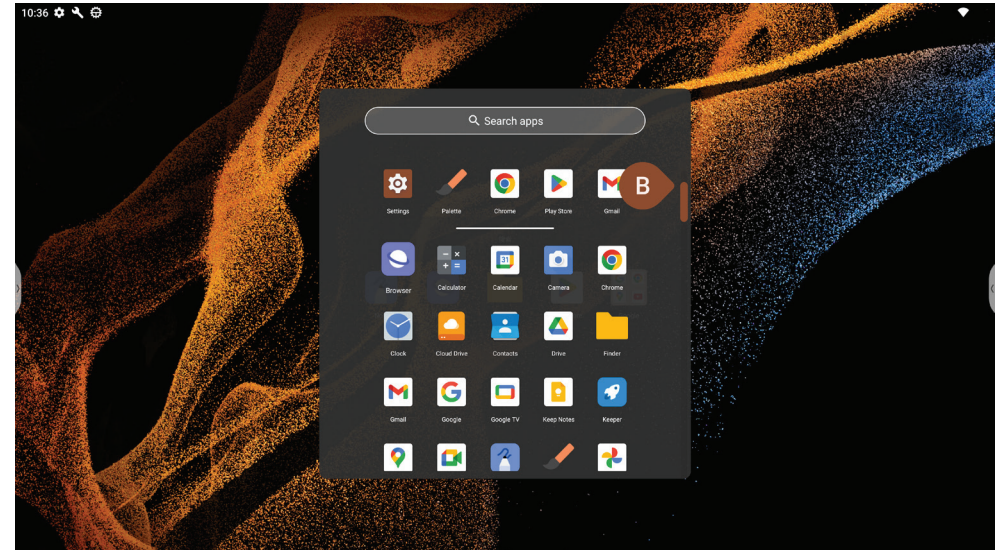 10:36
Search apps
B
Settings Palette Chrome Play Store Gmail
31
Browser Calculator Calendar Camera Chrome
Clock Cloud Drive Contacts Drive Finder
Gmail Google Google TV Keep Notes Keeper